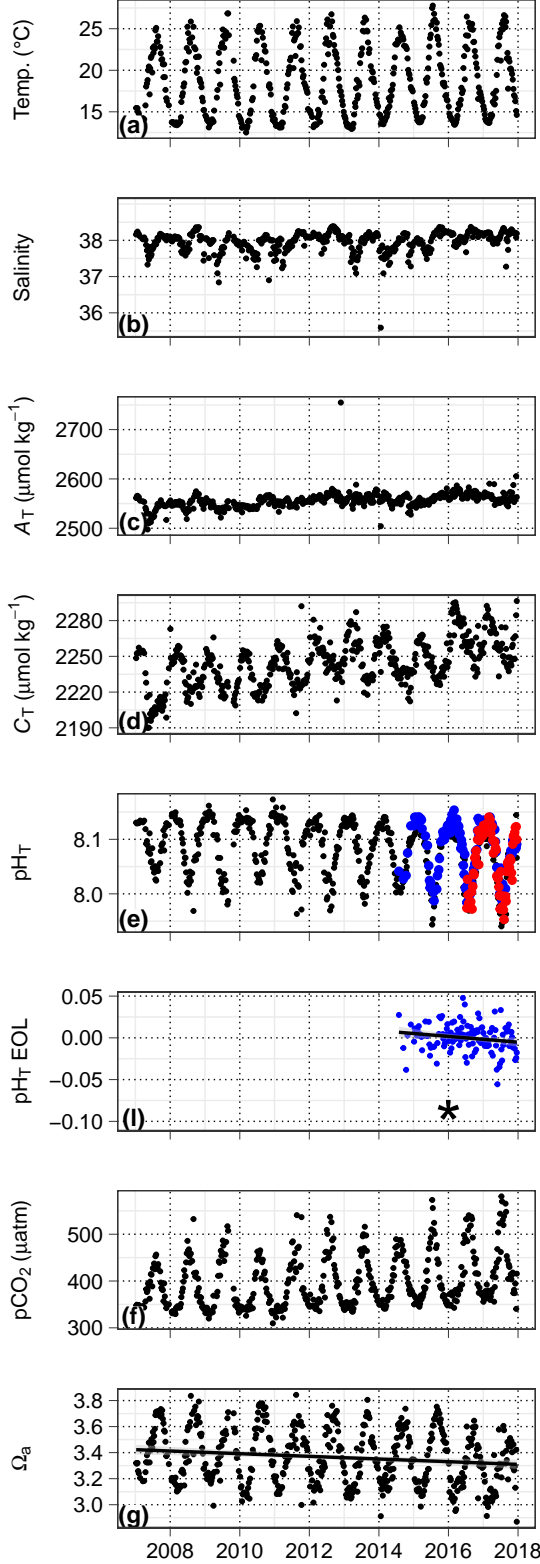 Temp. (°C)
25
20
15
(a)
Salinity
38
37
36
(b)
A_T (µmol kg⁻¹)
2700
2600
2500
(c)
C_T (µmol kg⁻¹)
2280
2250
2220
2190
(d)
pH_T
8.1
8.0
(e)
pH_T EOL
0.05
0.00
−0.05
−0.10
(l)
*
pCO₂ (µatm)
500
400
300
(f)
Ωₐ
3.8
3.6
3.4
3.2
3.0
(g)
2008 2010 2012 2014 2016 2018